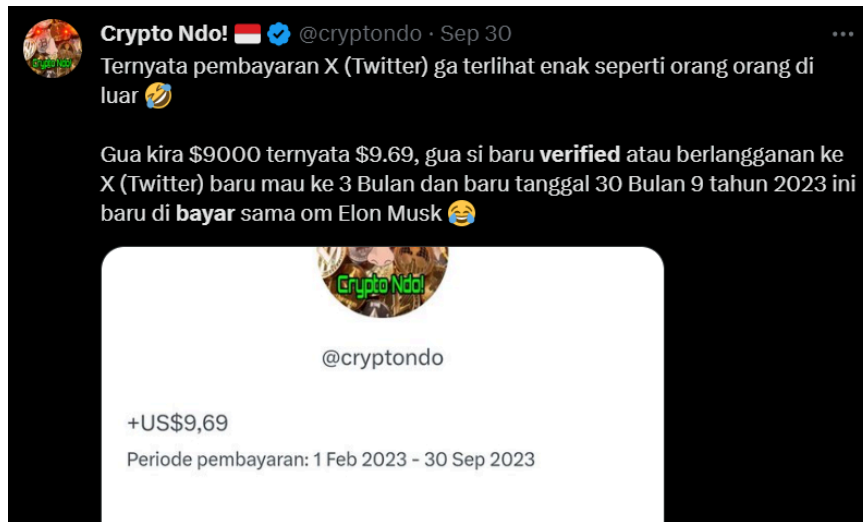 Crypto Ndo! 🇮🇩 @cryptondo · Sep 30
Ternyata pembayaran X (Twitter) ga terlihat enak seperti orang orang di
luar 🤣
Gua kira $9000 ternyata $9.69, gua si baru verified atau berlangganan ke
X (Twitter) baru mau ke 3 Bulan dan baru tanggal 30 Bulan 9 tahun 2023 ini
baru di bayar sama om Elon Musk 😂
Crypto Ndo!
@cryptondo
+US$9,69
Periode pembayaran: 1 Feb 2023 - 30 Sep 2023